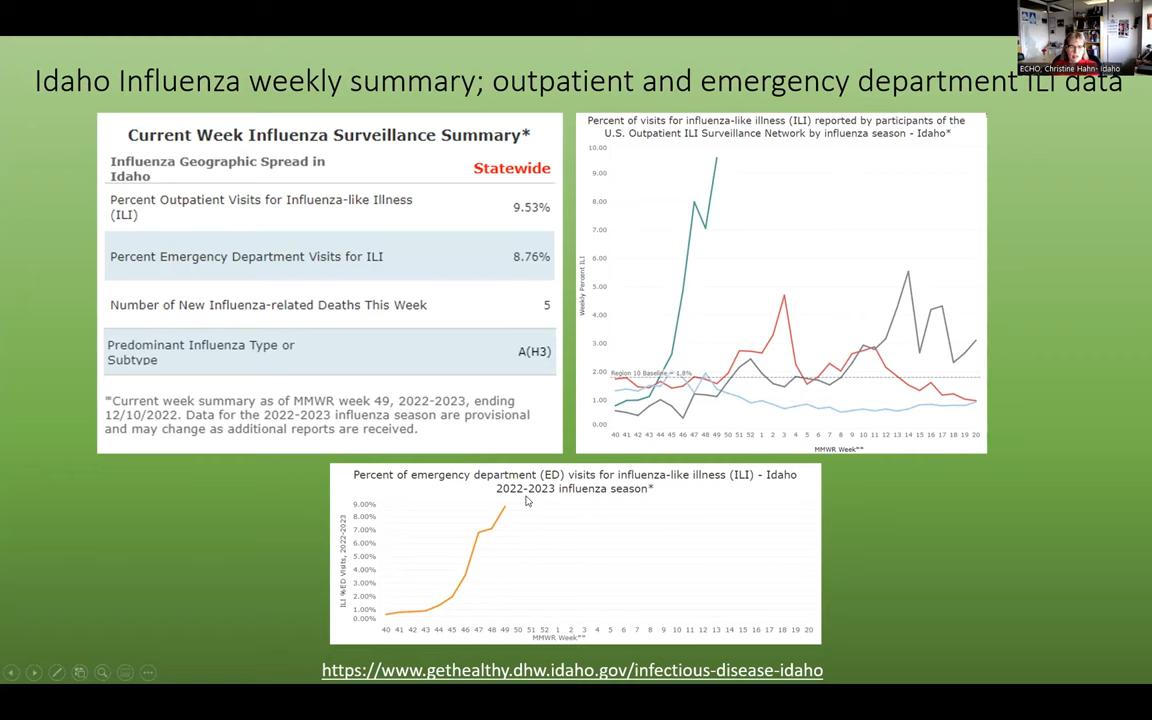 ECHO, Christine Hahn- Idaho
Idaho Influenza weekly summary; outpatient and emergency department ILI data
Current Week Influenza Surveillance Summary*
Influenza Geographic Spread in
Idaho
Statewide
Percent Outpatient Visits for Influenza-like Illness
(ILI)
9.53%
Percent Emergency Department Visits for ILI
8.76%
Number of New Influenza-related Deaths This Week
5
Predominant Influenza Type or
Subtype
A(H3)
*Current week summary as of MMWR week 49, 2022-2023, ending
12/10/2022. Data for the 2022-2023 influenza season are provisional
and may change as additional reports are received.
Percent of visits for influenza-like illness (ILI) reported by participants of the
U.S. Outpatient ILI Surveillance Network by influenza season - Idaho*
Weekly Percent ILI
10.00
9.00
8.00
7.00
6.00
5.00
4.00
3.00
2.00
1.00
0.00
Region 10 Baseline = 1.8%
40 41 42 43 44 45 46 47 48 49 50 51 52 1 2 3 4 5 6 7 8 9 10 11 12 13 14 15 16 17 18 19 20
MMWR Week**
Percent of emergency department (ED) visits for influenza-like illness (ILI) - Idaho
2022-2023 influenza season*
ILI %ED Visits, 2022-2023
9.00%
8.00%
7.00%
6.00%
5.00%
4.00%
3.00%
2.00%
1.00%
0.00%
40 41 42 43 44 45 46 47 48 49 50 51 52 1 2 3 4 5 6 7 8 9 10 11 12 13 14 15 16 17 18 19 20
MMWR Week**
https://www.gethealthy.dhw.idaho.gov/infectious-disease-idaho